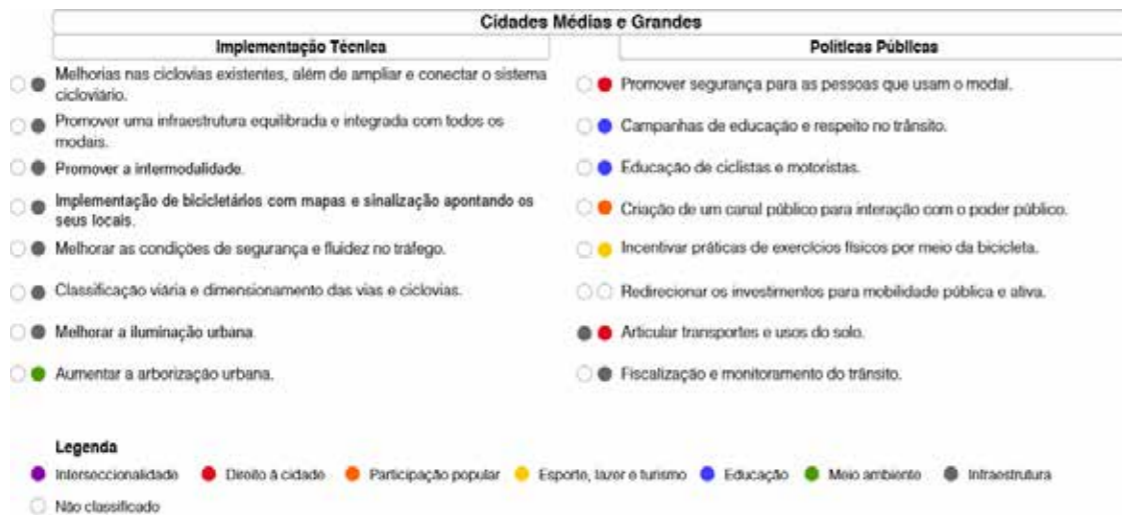 Cidades Médias e Grandes
Implementação Técnica
Melhorias nas ciclovias existentes, além de ampliar e conectar o sistema
cicloviário.
Promover uma infraestrutura equilibrada e integrada com todos os
modais.
Promover a intermodalidade.
Implementação de bicicletários com mapas e sinalização apontando os
seus locais.
Melhorar as condições de segurança e fluidez no tráfego.
Classificação viária e dimensionamento das vias e ciclovias.
Melhorar a iluminação urbana.
Aumentar a arborização urbana.
Políticas Públicas
Promover segurança para as pessoas que usam o modal.
Campanhas de educação e respeito no trânsito.
Educação de ciclistas e motoristas.
Criação de um canal público para interação com o poder público.
Incentivar práticas de exercícios físicos por meio da bicicleta.
Redirecionar os investimentos para mobilidade pública e ativa.
Articular transportes e usos do solo.
Fiscalização e monitoramento do trânsito.
Legenda
Interseccionalidade Direito à cidade Participação popular Esporte, lazer e turismo Educação Meio ambiente Infraestrutura
Não classificado